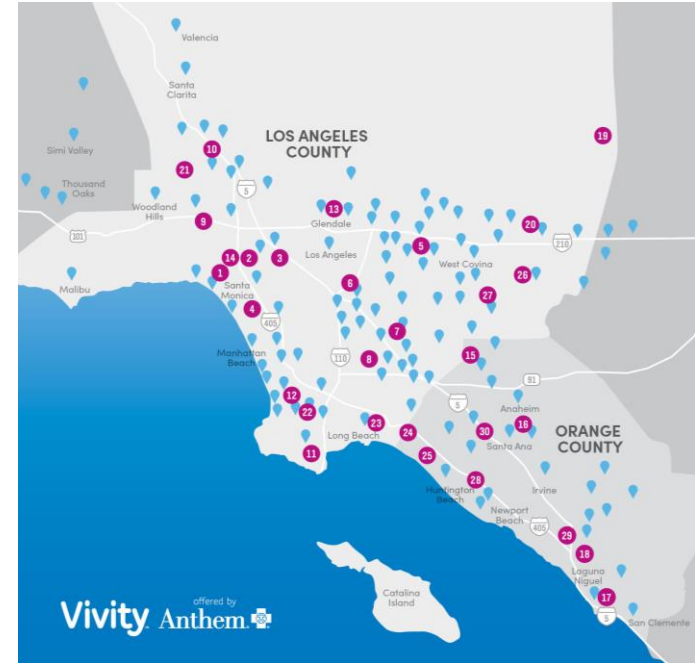 Valencia
Santa
Clarita
LOS ANGELES
COUNTY
19
10
Simi Valley
21
5
Thousand
Oaks
Woodland
Hills
13
Glendale
9
20
101
5
210
Los Angeles
14
2
3
West Covina
1
26
Malibu
Santa
Monica
6
27
4
405
7
Manhattan
Beach
110
8
15
91
5
12
Anaheim
22
16
Long Beach
23
24
30
Santa Ana
ORANGE
COUNTY
11
25
28
Huntington
Beach
Irvine
Newport
Beach
405
29
18
Laguna
Niguel
Catalina
Island
17
5
San Clemente
Vivity
offered by
Anthem